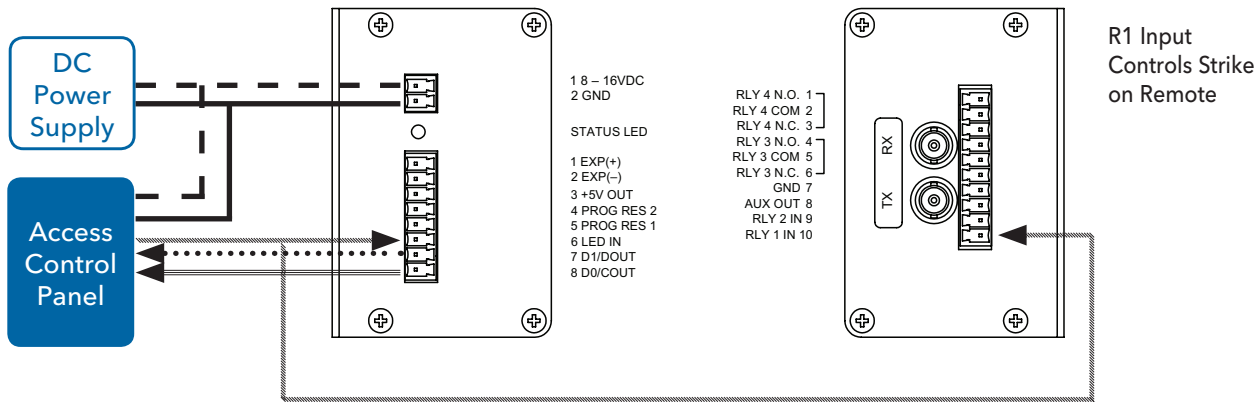 DC
Power
Supply
Access
Control
Panel
1 8 – 16VDC
2 GND
STATUS LED
1 EXP(+)
2 EXP(–)
3 +5V OUT
4 PROG RES 2
5 PROG RES 1
6 LED IN
7 D1/DOUT
8 D0/COUT
RLY 4 N.O. 1
RLY 4 COM 2
RLY 4 N.C. 3
RLY 3 N.O. 4
RLY 3 COM 5
RLY 3 N.C. 6
GND 7
AUX OUT 8
RLY 2 IN 9
RLY 1 IN 10
RX
TX
R1 Input
Controls Strike
on Remote